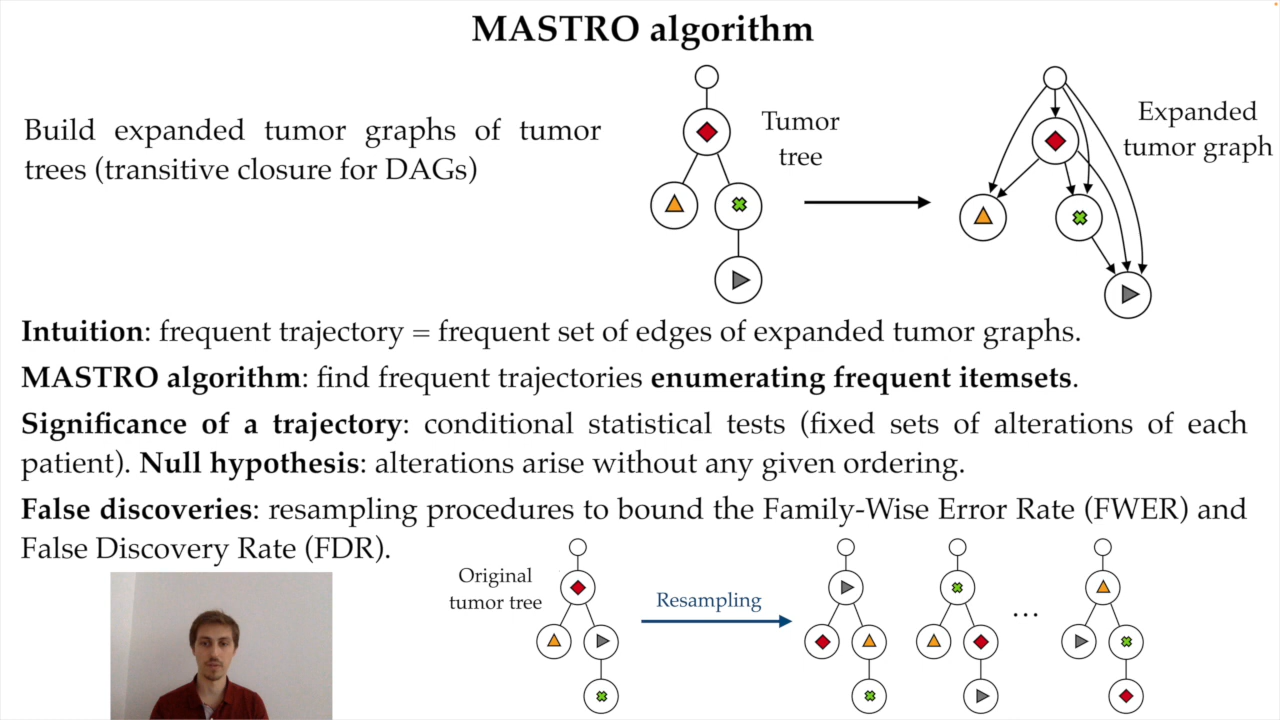 MASTRO algorithm
Build expanded tumor graphs of tumor
trees (transitive closure for DAGs)
Tumor
tree
Expanded
tumor graph
Intuition: frequent trajectory = frequent set of edges of expanded tumor graphs.
MASTRO algorithm: find frequent trajectories enumerating frequent itemsets.
Significance of a trajectory: conditional statistical tests (fixed sets of alterations of each
patient). Null hypothesis: alterations arise without any given ordering.
False discoveries: resampling procedures to bound the Family-Wise Error Rate (FWER) and
False Discovery Rate (FDR).
Original
tumor tree
Resampling
...